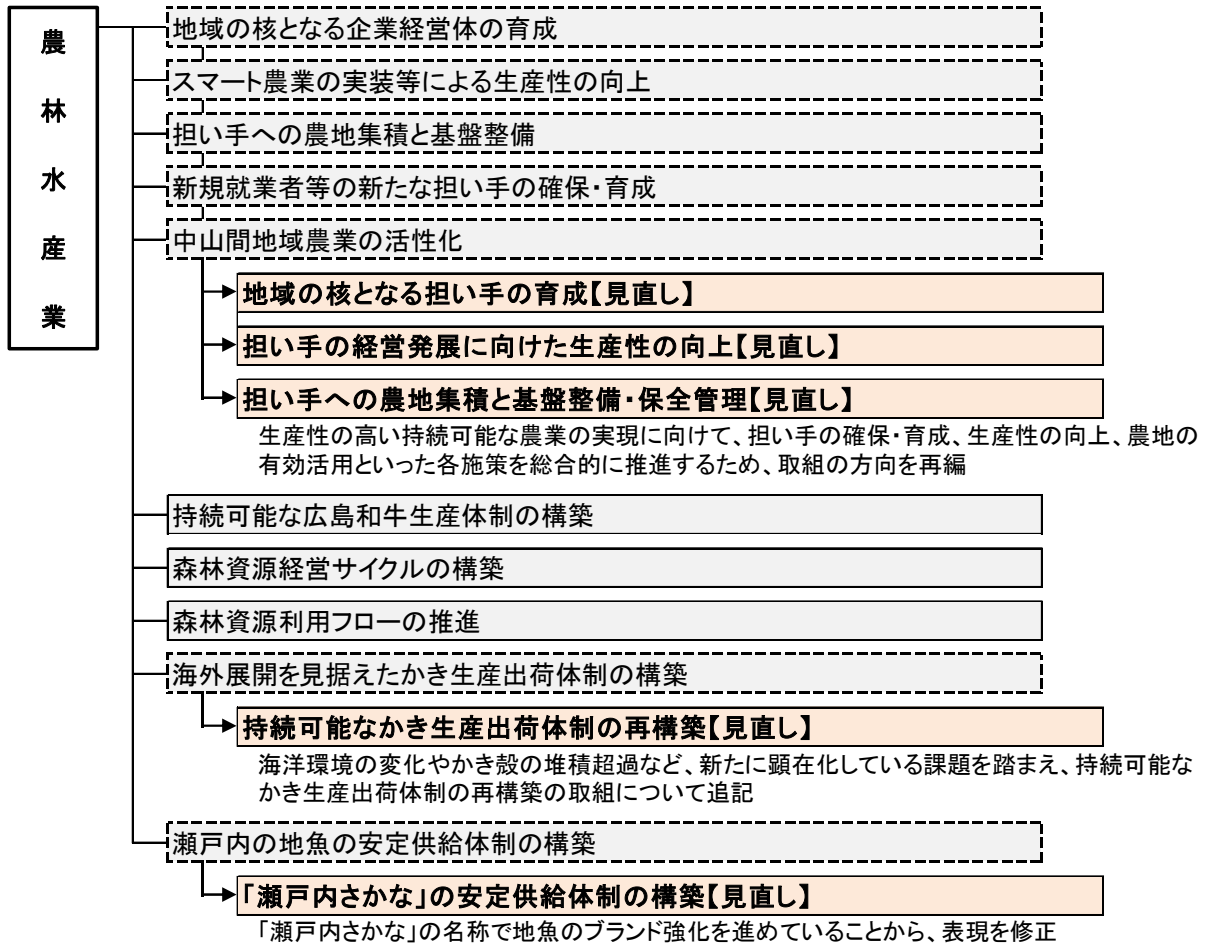 農林水産業
地域の核となる企業経営体の育成
スマート農業の実装等による生産性の向上
担い手への農地集積と基盤整備
新規就業者等の新たな担い手の確保・育成
中山間地域農業の活性化
地域の核となる担い手の育成【見直し】
担い手の経営発展に向けた生産性の向上【見直し】
担い手への農地集積と基盤整備・保全管理【見直し】
生産性の高い持続可能な農業の実現に向けて、担い手の確保・育成、生産性の向上、農地の
有効活用といった各施策を総合的に推進するため、取組の方向を再編
持続可能な広島和牛生産体制の構築
森林資源経営サイクルの構築
森林資源利用フローの推進
海外展開を見据えたかき生産出荷体制の構築
持続可能なかき生産出荷体制の再構築【見直し】
海洋環境の変化やかき殻の堆積超過など、新たに顕在化している課題を踏まえ、持続可能な
かき生産出荷体制の再構築の取組について追記
瀬戸内の地魚の安定供給体制の構築
「瀬戸内さかな」の安定供給体制の構築【見直し】
「瀬戸内さかな」の名称で地魚のブランド強化を進めていることから、表現を修正